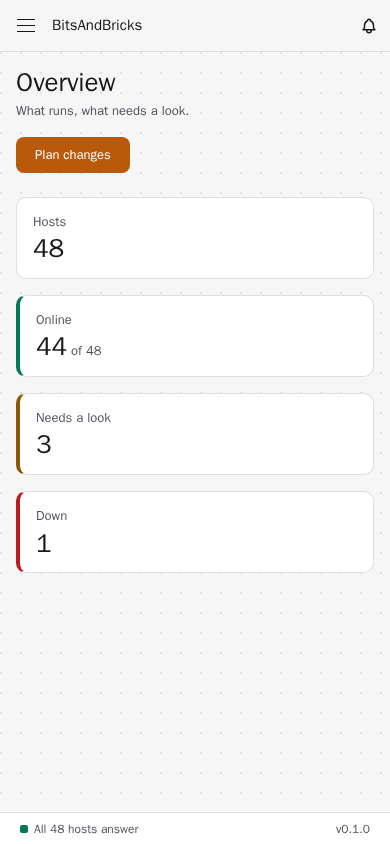 BitsAndBricks
Overview
What runs, what needs a look.
Plan changes
Hosts
48
Online
44 of 48
Needs a look
3
Down
1
All 48 hosts answer
v0.1.0